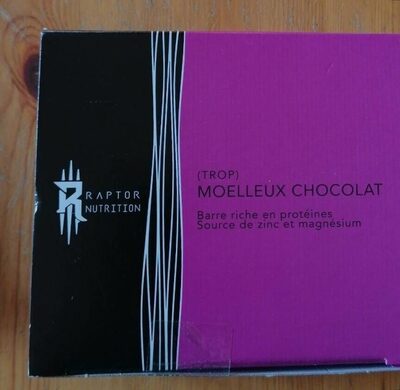 RAPTOR
NUTRITION
(TROP)
MOELLEUX CHOCOLAT
Barre riche en protéines
Source de zinc et magnésium